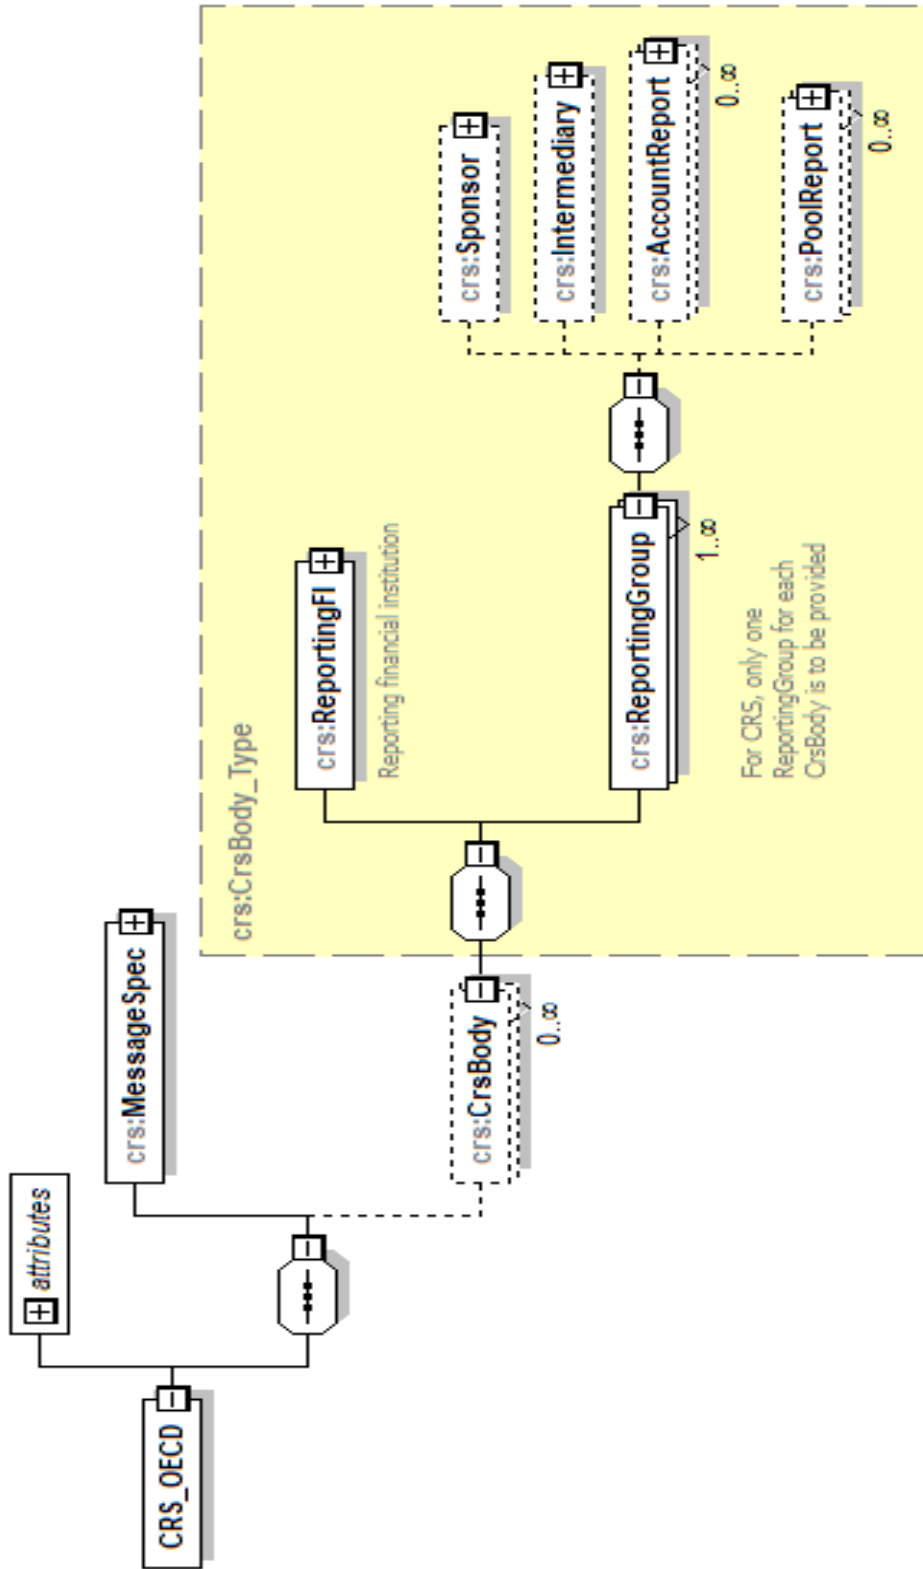 CRS_OECD
attributes
crs:MessageSpec
crs:CrsBody
0..∞
crs:CrsBody_Type
crs:ReportingFI
Reporting financial institution
crs:ReportingGroup
1..∞
For CRS, only one
ReportingGroup for each
CrsBody is to be provided
crs:Sponsor
crs:Intermediary
crs:AccountReport
0..∞
crs:PoolReport
0..∞